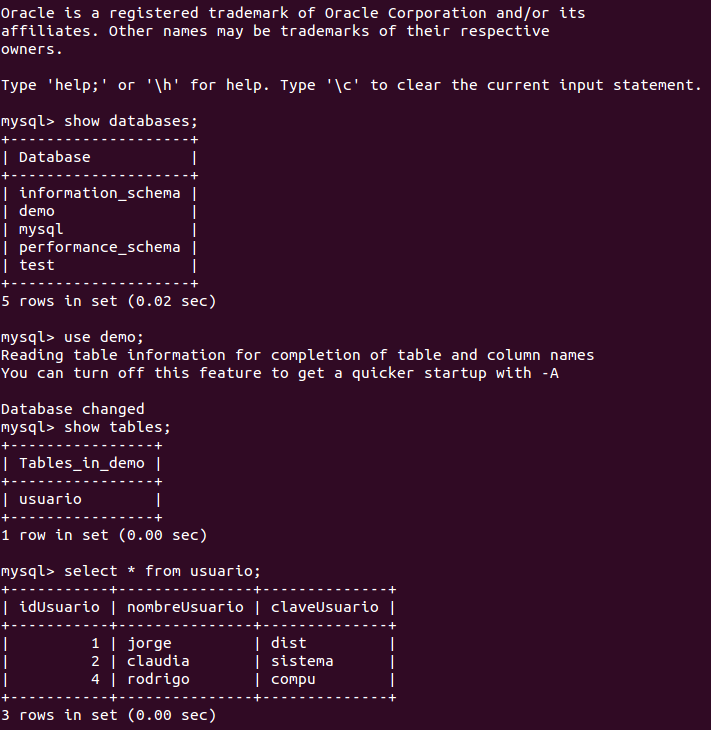 Oracle is a registered trademark of Oracle Corporation and/or its
affiliates. Other names may be trademarks of their respective
owners.

Type 'help;' or '\h' for help. Type '\c' to clear the current input statement.

mysql> show databases;
+--------------------+
| Database           |
+--------------------+
| information_schema |
| demo               |
| mysql              |
| performance_schema |
| test               |
+--------------------+
5 rows in set (0.02 sec)

mysql> use demo;
Reading table information for completion of table and column names
You can turn off this feature to get a quicker startup with -A

Database changed
mysql> show tables;
+----------------+
| Tables_in_demo |
+----------------+
| usuario        |
+----------------+
1 row in set (0.00 sec)

mysql> select * from usuario;
+-----------+---------------+--------------+
| idUsuario | nombreUsuario | claveUsuario |
+-----------+---------------+--------------+
|         1 | jorge         | dist         |
|         2 | claudia       | sistema      |
|         4 | rodrigo       | compu        |
+-----------+---------------+--------------+
3 rows in set (0.00 sec)